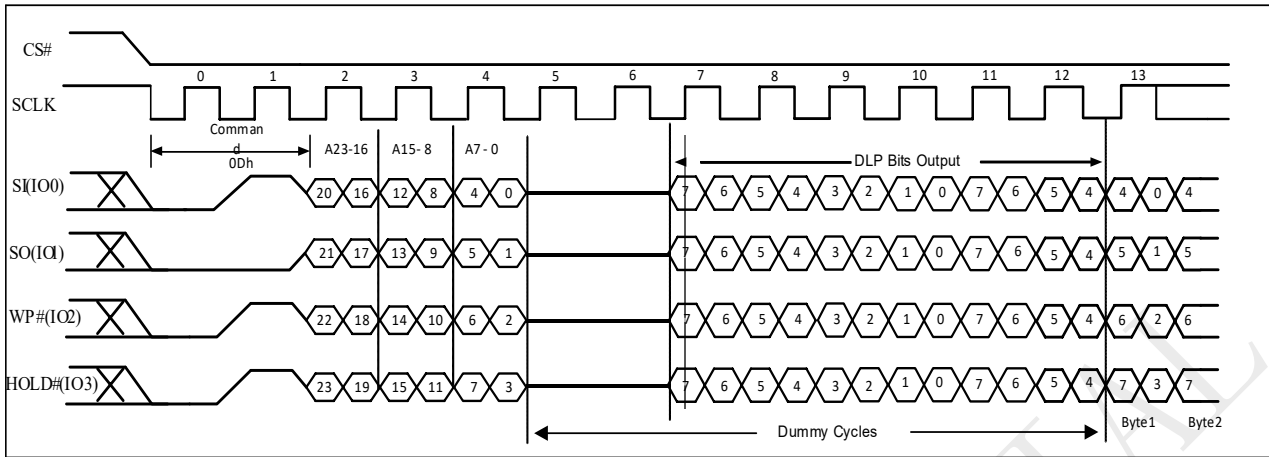 CS#
0 1 2 3 4 5 6 7 8 9 10 11 12 13
SCLK
Comman
d
0Dh
A23-16 A15-8 A7-0
DLP Bits Output
SI(IO0) 20 16 12 8 4 0 7 6 5 4 3 2 1 0 7 6 5 4 4 0 4
SO(IO1) 21 17 13 9 5 1 7 6 5 4 3 2 1 0 7 6 5 4 5 1 5
WP#(IO2) 22 18 14 10 6 2 7 6 5 4 3 2 1 0 7 6 5 4 6 2 6
HOLD#(IO3) 23 19 15 11 7 3 7 6 5 4 3 2 1 0 7 6 5 4 7 3 7
Byte1 Byte2
Dummy Cycles